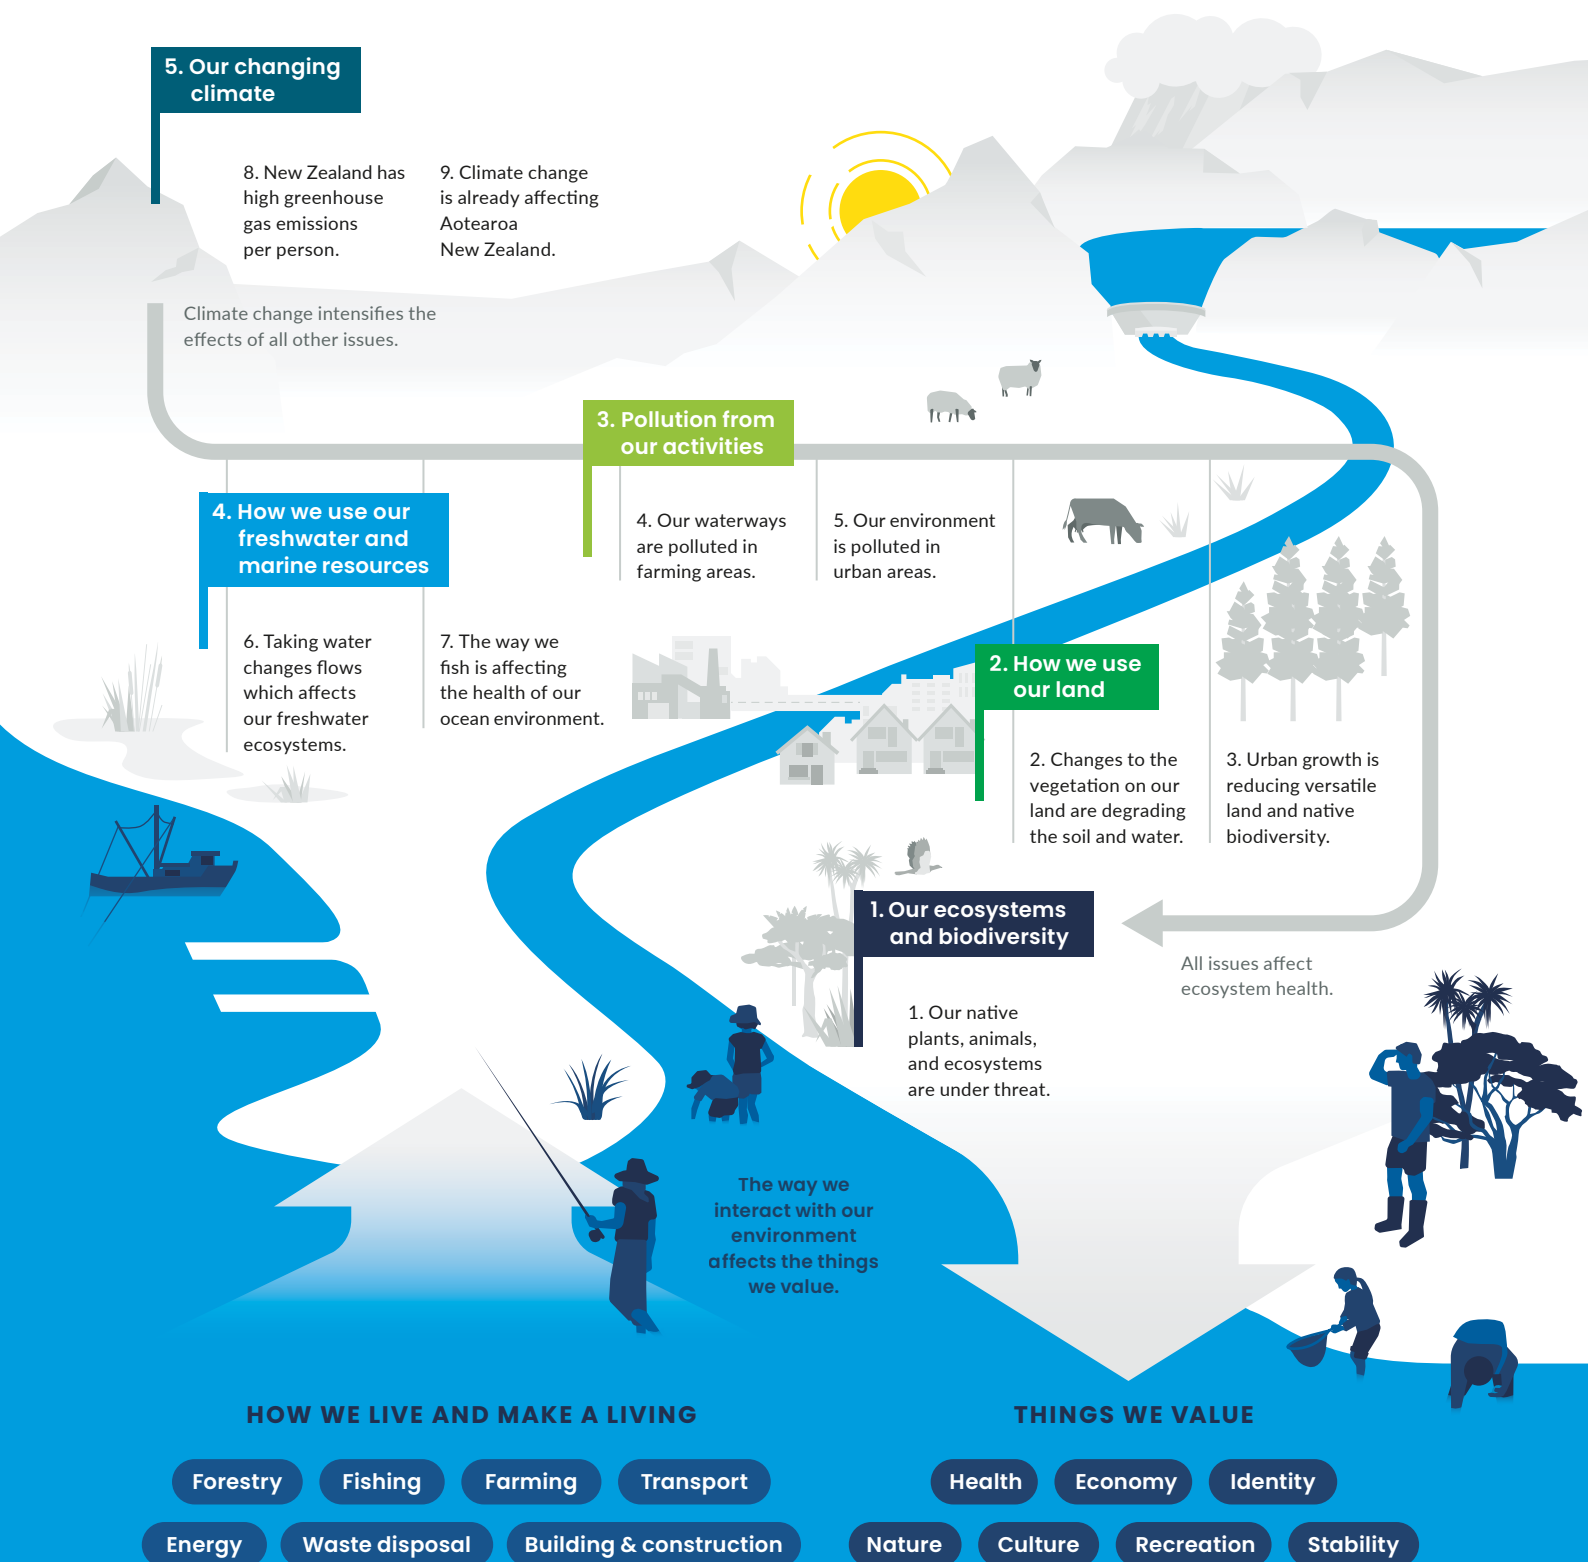 5. Our changing
climate
8. New Zealand has
high greenhouse
gas emissions
per person.
9. Climate change
is already affecting
Aotearoa
New Zealand.
Climate change intensifies the
effects of all other issues.
3. Pollution from
our activities
4. How we use our
freshwater and
marine resources
4. Our waterways
are polluted in
farming areas.
5. Our environment
is polluted in
urban areas.
6. Taking water
changes flows
which affects
our freshwater
ecosystems.
7. The way we
fish is affecting
the health of our
ocean environment.
2. How we use
our land
2. Changes to the
vegetation on our
land are degrading
the soil and water.
3. Urban growth is
reducing versatile
land and native
biodiversity.
1. Our ecosystems
and biodiversity
All issues affect
ecosystem health.
1. Our native
plants, animals,
and ecosystems
are under threat.
The way we
interact with our
environment
affects the things
we value.
HOW WE LIVE AND MAKE A LIVING
Forestry
Fishing
Farming
Transport
Energy
Waste disposal
Building & construction
THINGS WE VALUE
Health
Economy
Identity
Nature
Culture
Recreation
Stability